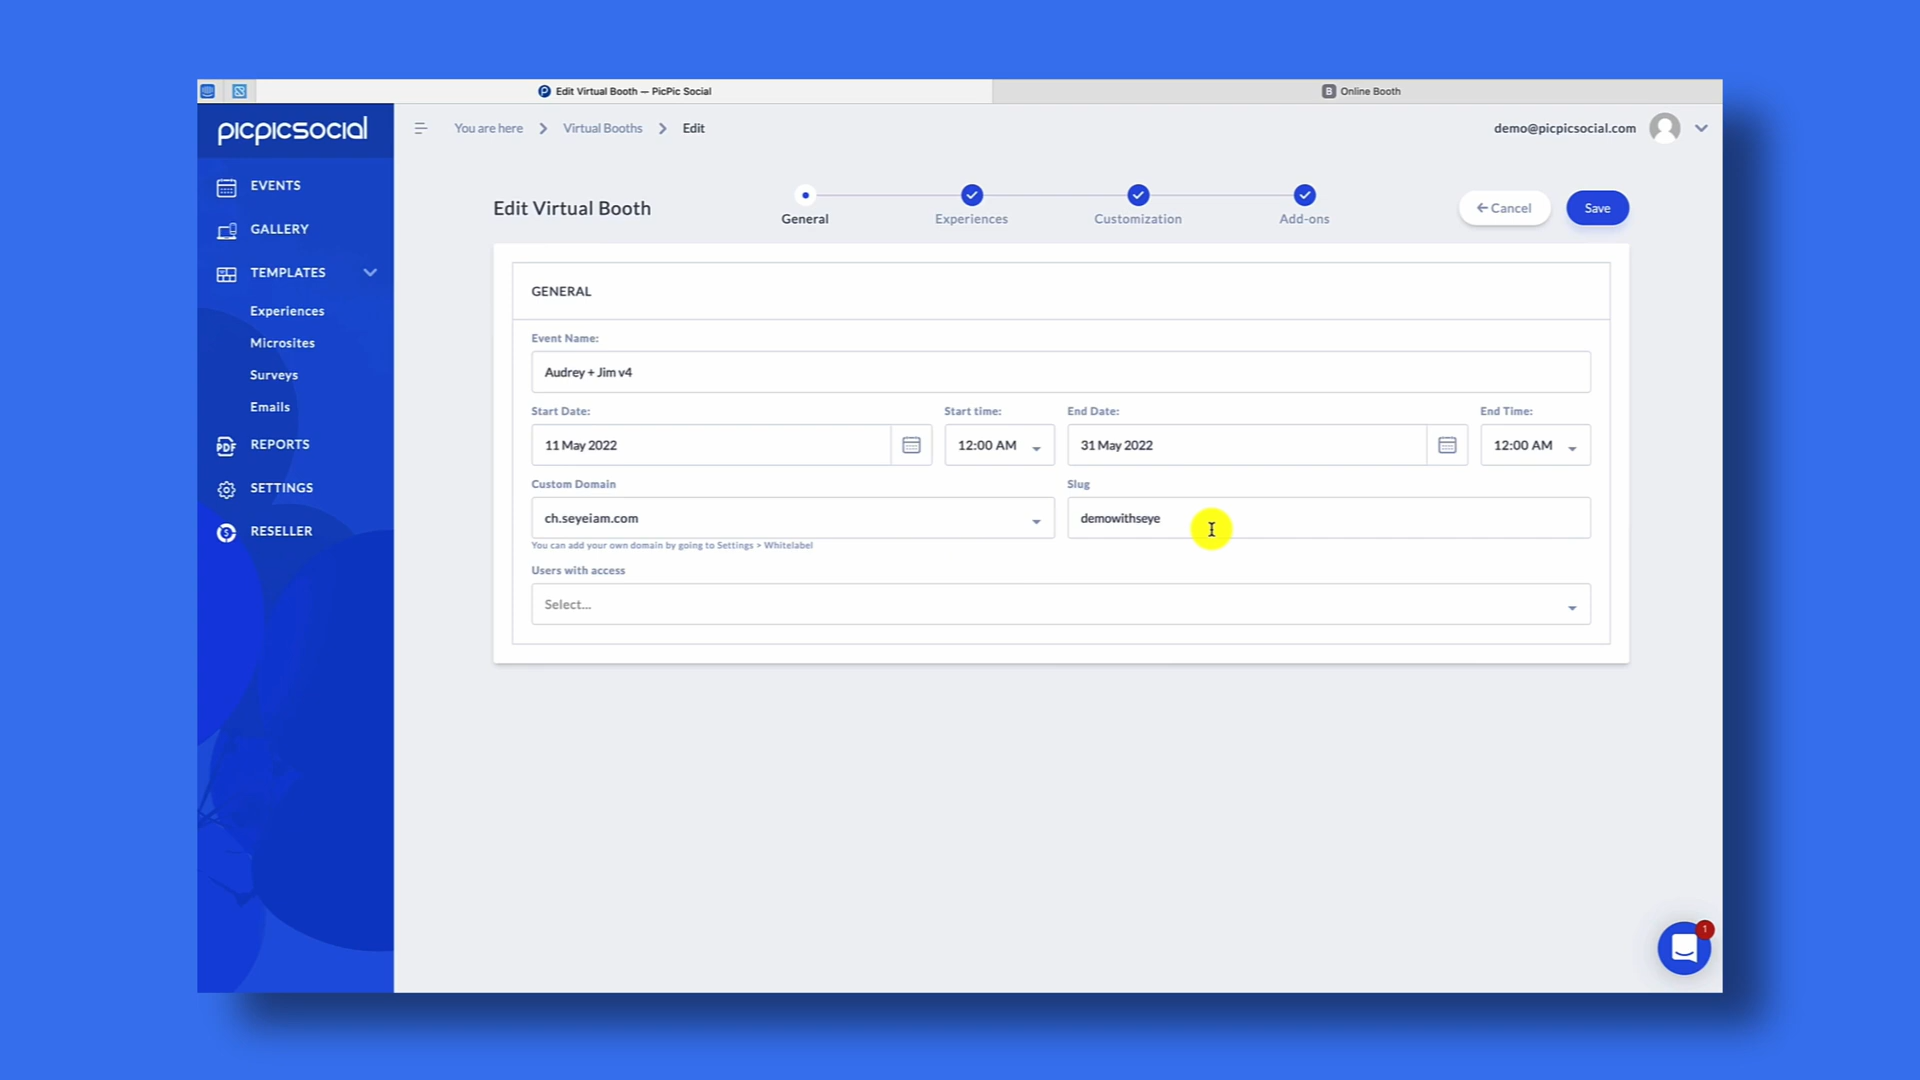 Edit Virtual Booth — PicPic Social
B Online Booth
picpicsocial
You are here
Virtual Booths
Edit
demo@picpicsocial.com
EVENTS
GALLERY
TEMPLATES
Experiences
Microsites
Surveys
Emails
PDF REPORTS
SETTINGS
RESELLER
Edit Virtual Booth
General
Experiences
Customization
Add-ons
Cancel
Save
GENERAL
Event Name:
Audrey + Jim v4
Start Date:
Start time:
End Date:
End Time:
11 May 2022
12:00 AM
31 May 2022
12:00 AM
Custom Domain
Slug
ch.seyeiam.com
demowithseye
You can add your own domain by going to Settings > Whitelabel
Users with access
Select...
1